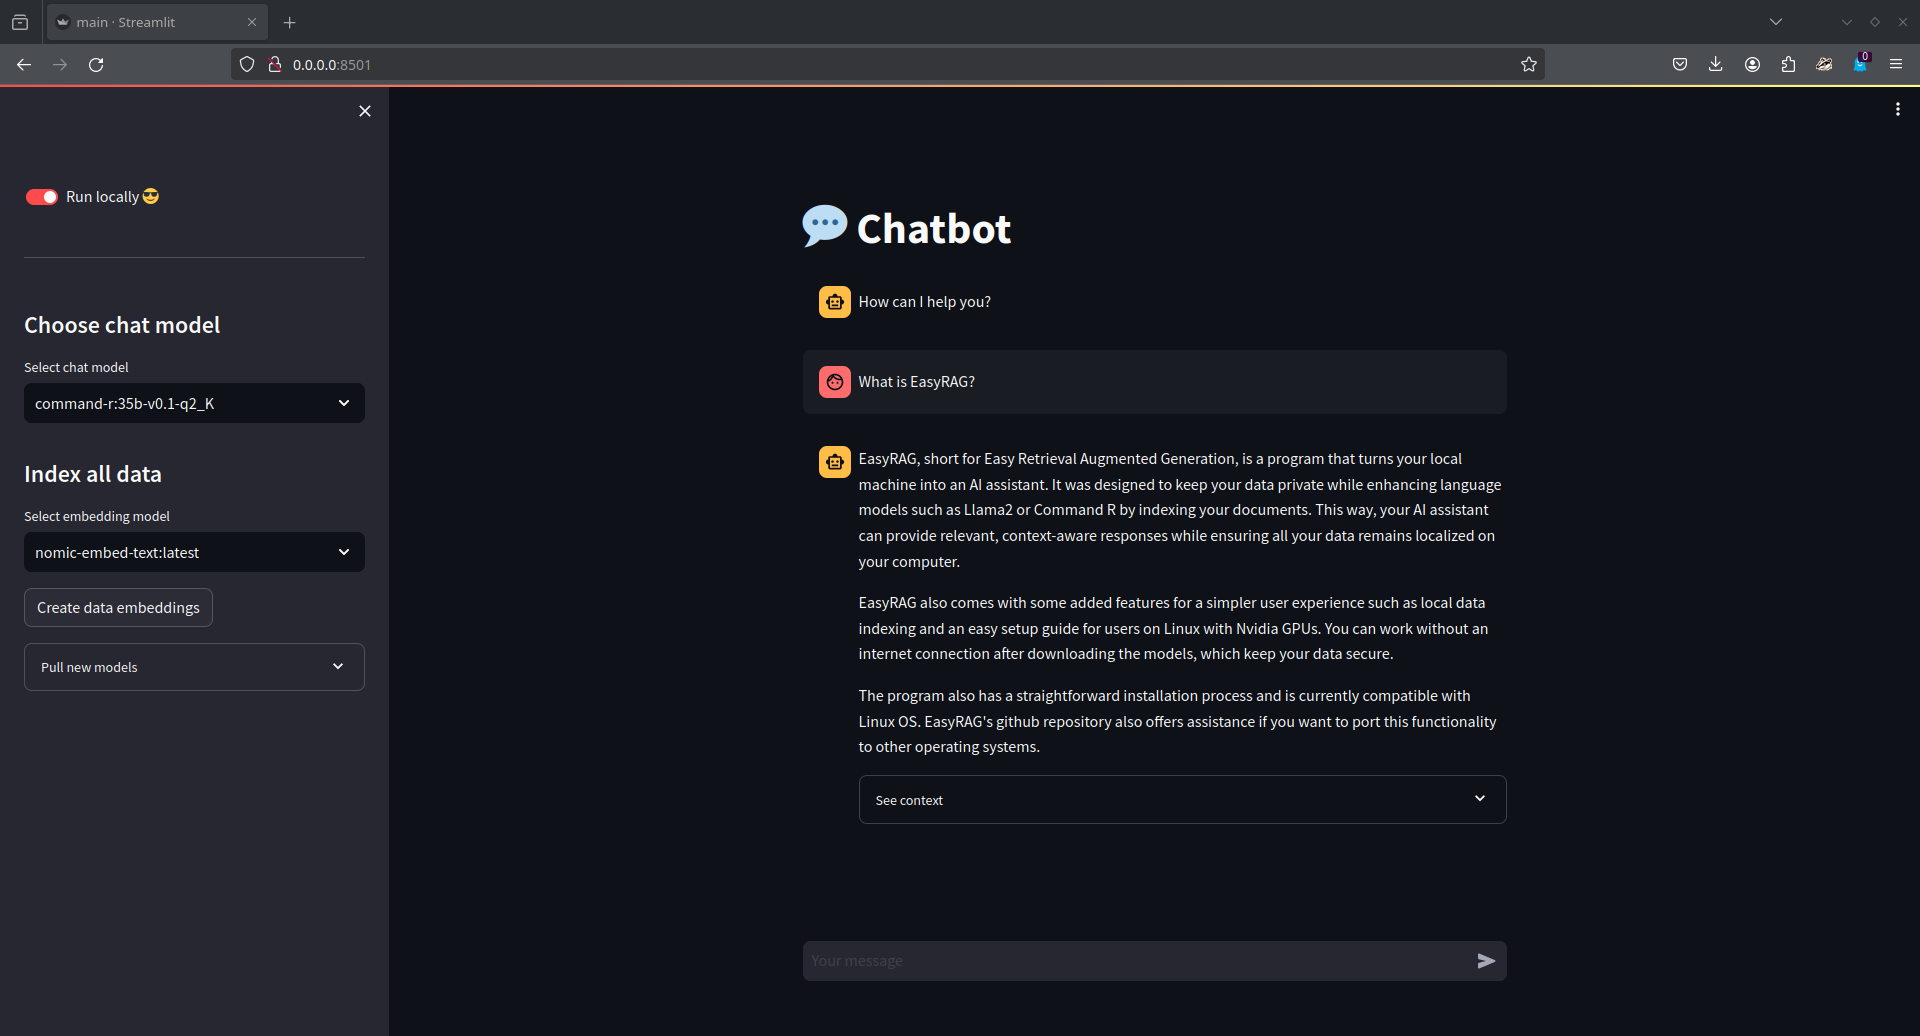 main · Streamlit
0.0.0.0:8501
0
Run locally 😎
Choose chat model
Select chat model
command-r:35b-v0.1-q2_K
Index all data
Select embedding model
nomic-embed-text:latest
Create data embeddings
Pull new models
💬 Chatbot
How can I help you?
What is EasyRAG?
EasyRAG, short for Easy Retrieval Augmented Generation, is a program that turns your local
machine into an AI assistant. It was designed to keep your data private while enhancing language
models such as Llama2 or Command R by indexing your documents. This way, your AI assistant
can provide relevant, context-aware responses while ensuring all your data remains localized on
your computer.
EasyRAG also comes with some added features for a simpler user experience such as local data
indexing and an easy setup guide for users on Linux with Nvidia GPUs. You can work without an
internet connection after downloading the models, which keep your data secure.
The program also has a straightforward installation process and is currently compatible with
Linux OS. EasyRAG's github repository also offers assistance if you want to port this functionality
to other operating systems.
See context
Your message